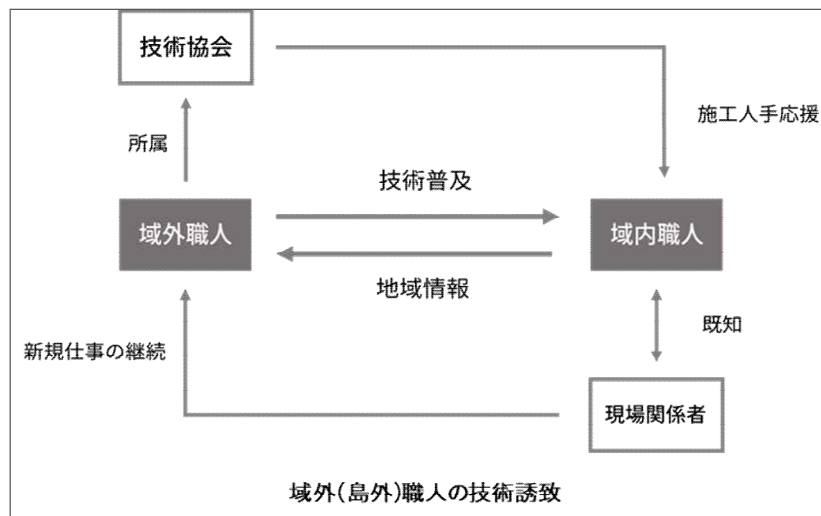 技術協会
施工人手応援
所属
技術普及
域外職人
域内職人
地域情報
既知
新規仕事の継続
現場関係者
域外(島外)職人の技術誘致